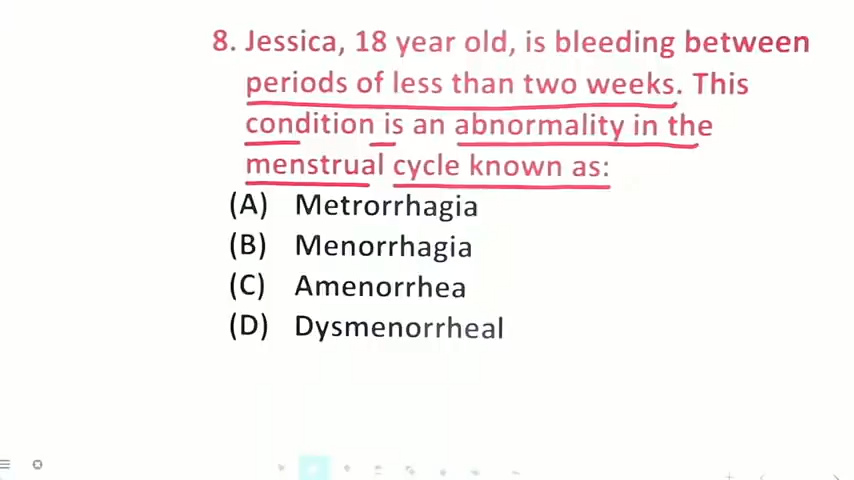 8. Jessica, 18 year old, is bleeding between
periods of less than two weeks. This
condition is an abnormality in the
menstrual cycle known as:
(A) Metrorrhagia
(B) Menorrhagia
(C) Amenorrhea
(D) Dysmenorrheal